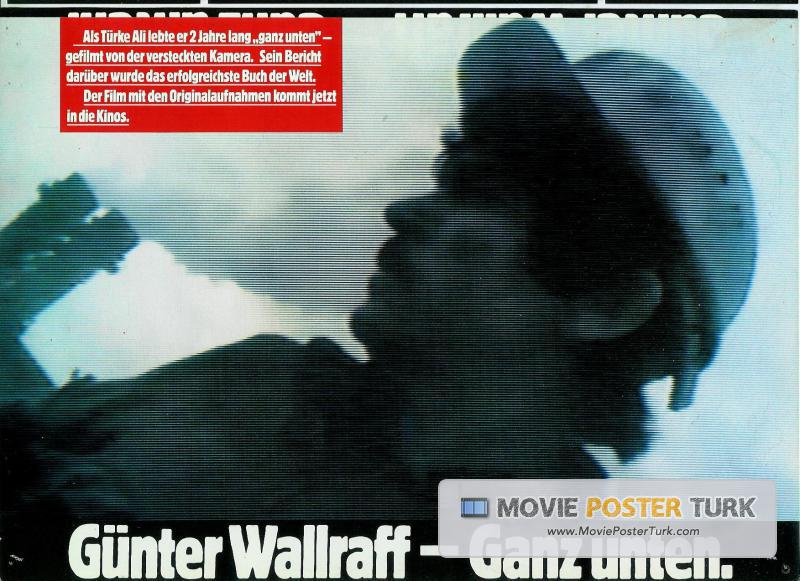 Als Türke Ali lebte er 2 Jahre lang „ganz unten" –
gefilmt von der versteckten Kamera. Sein Bericht
darüber wurde das erfolgreichste Buch der Welt.
Der Film mit den Originalaufnahmen kommt jetzt
in die Kinos.
MOVIE POSTER TURK
www.MoviePosterTurk.com
Günter Wallraff – Ganz unten.